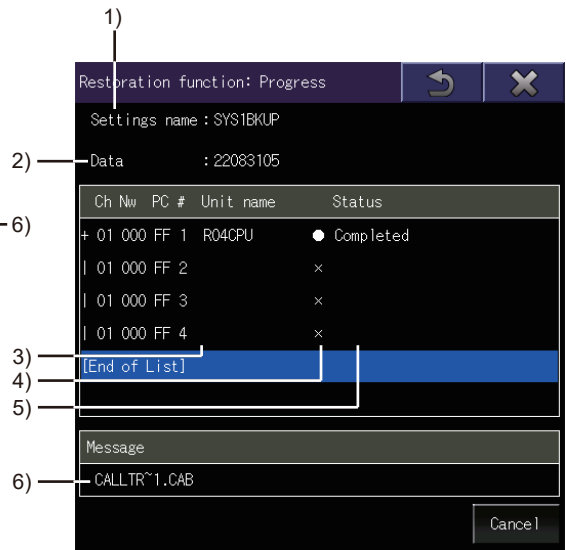 1)
Restoration function: Progress
Settings name : SYS1BKUP
2)
Data : 22083105
Ch Nw PC # Unit name Status
6)
+ 01 000 FF 1 R04CPU ● Completed
| 01 000 FF 2 ×
| 01 000 FF 3 ×
| 01 000 FF 4 ×
3)
[End of List]
4)
5)
Message
6)
CALLTR~1.CAB
Cancel